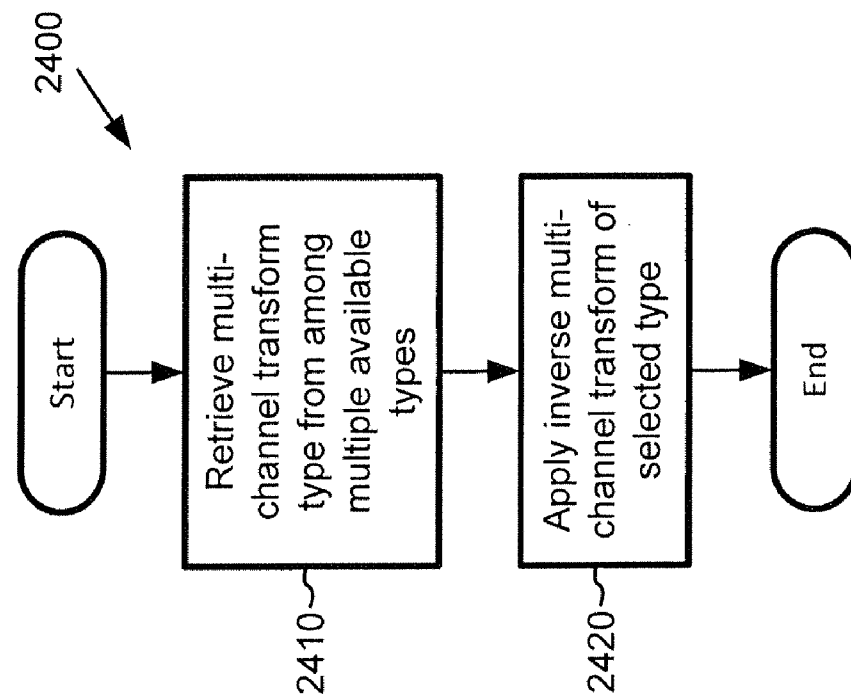 2400
Start
2410
Retrieve multi-
channel transform
type from among
multiple available
types
2420
Apply inverse multi-
channel transform of
selected type
End